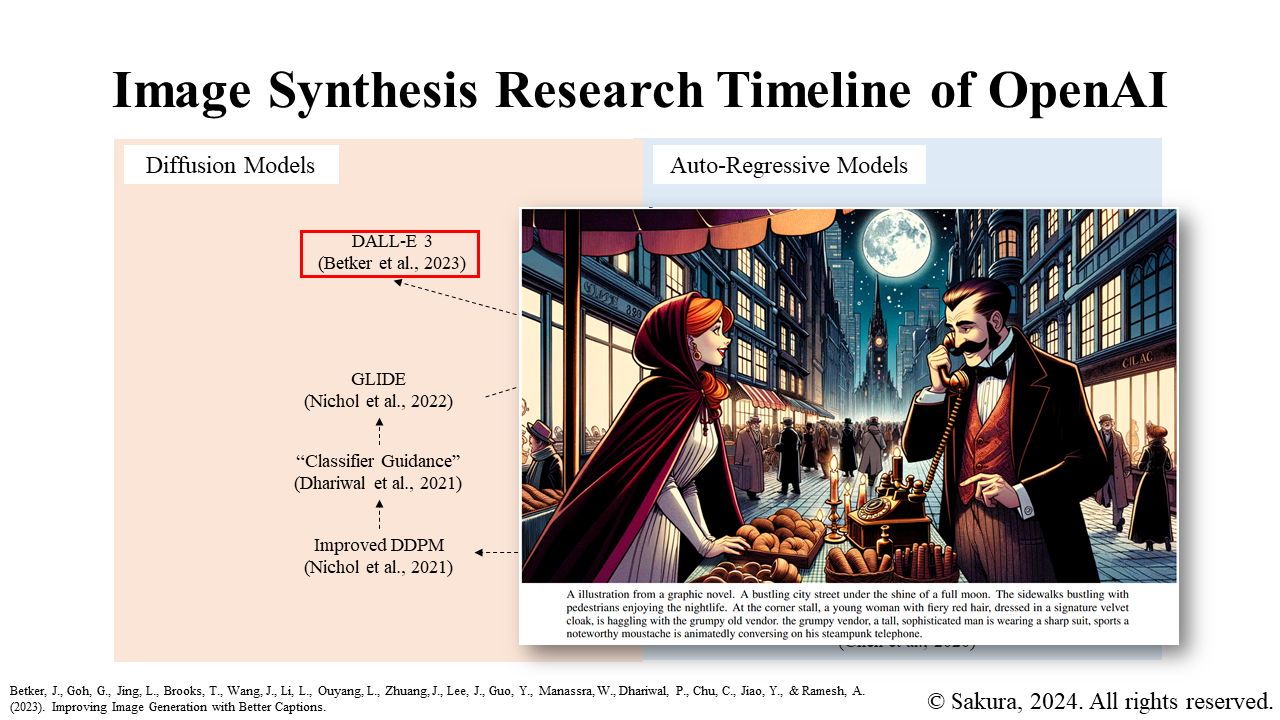 Image Synthesis Research Timeline of OpenAI
Diffusion Models
Auto-Regressive Models
DALL-E 3
(Betker et al., 2023)
GLIDE
(Nichol et al., 2022)
“Classifier Guidance”
(Dhariwal et al., 2021)
Improved DDPM
(Nichol et al., 2021)
CILAC
A illustration from a graphic novel. A bustling city street under the shine of a full moon. The sidewalks bustling with
pedestrians enjoying the nightlife. At the corner stall, a young woman with fiery red hair, dressed in a signature velvet
cloak, is haggling with the grumpy old vendor. the grumpy vendor, a tall, sophisticated man is wearing a sharp suit, sports a
noteworthy moustache is animatedly conversing on his steampunk telephone.
Betker, J., Goh, G., Jing, L., Brooks, T., Wang, J., Li, L., Ouyang, L., Zhuang, J., Lee, J., Guo, Y., Manassra, W., Dhariwal, P., Chu, C., Jiao, Y., & Ramesh, A.
(2023). Improving Image Generation with Better Captions.
© Sakura, 2024. All rights reserved.